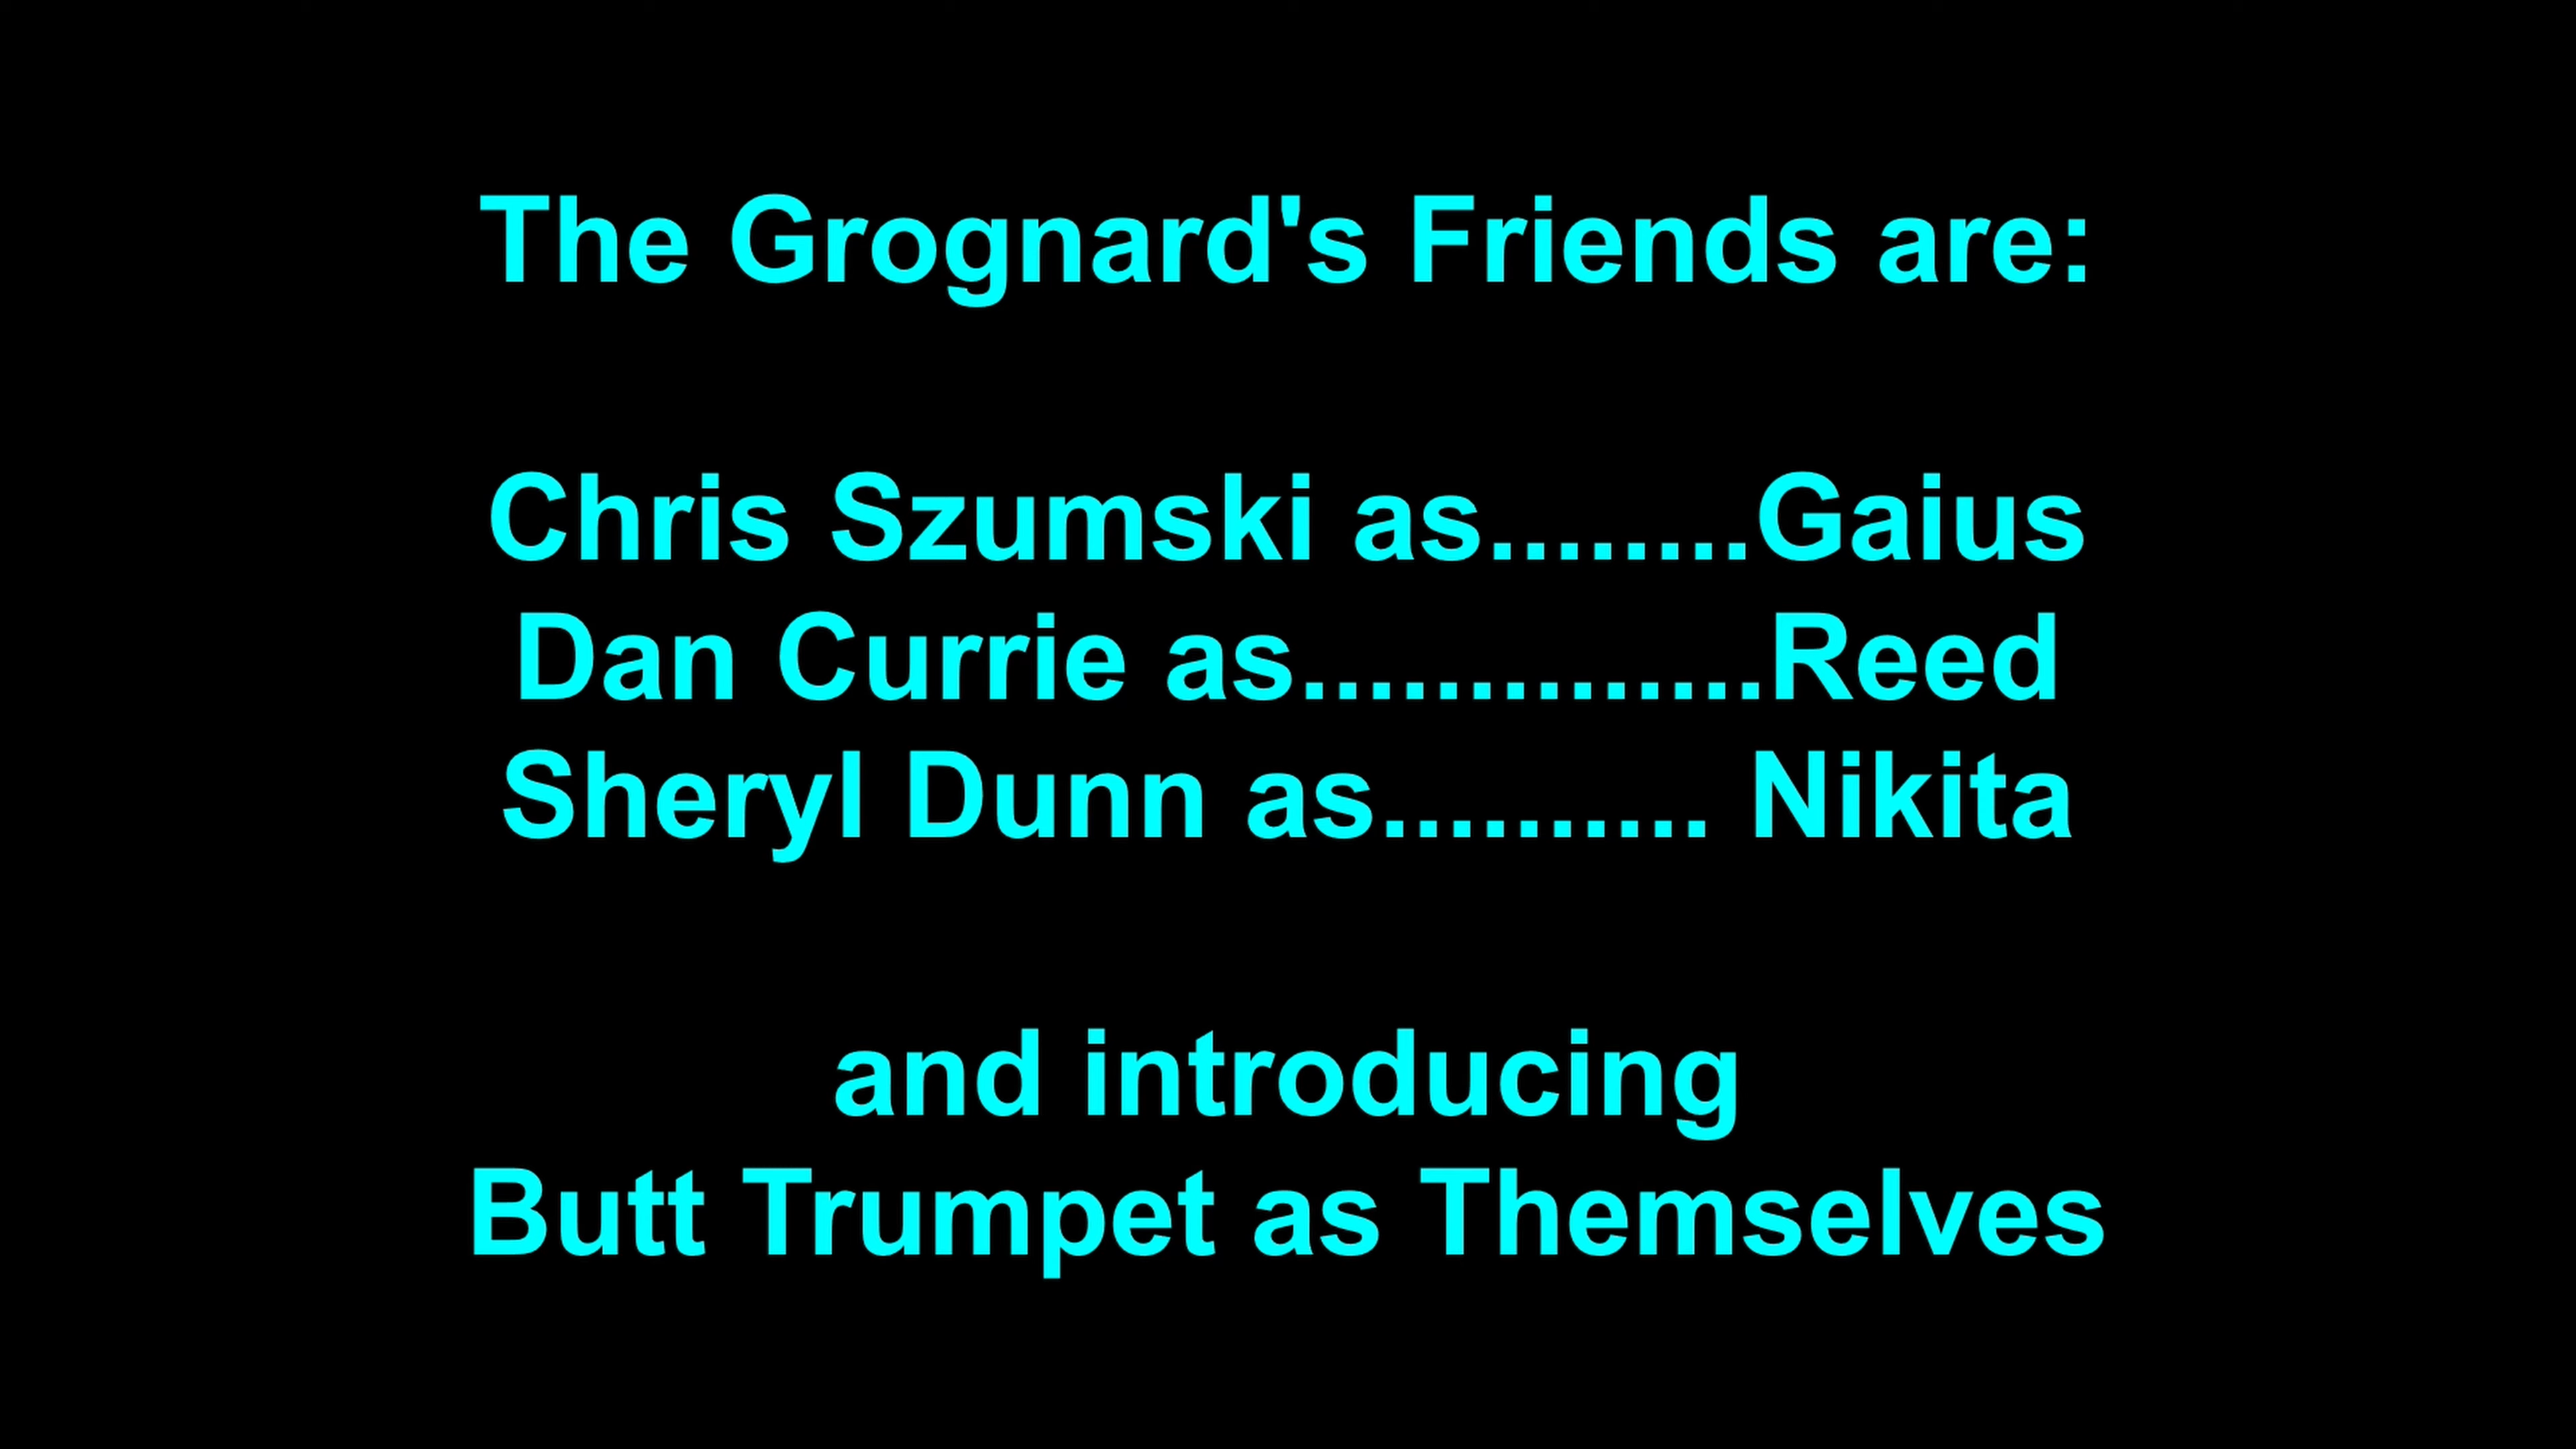 The Grognard's Friends are:
Chris Szumski as........Gaius
Dan Currie as..............Reed
Sheryl Dunn as.......... Nikita
and introducing
Butt Trumpet as Themselves